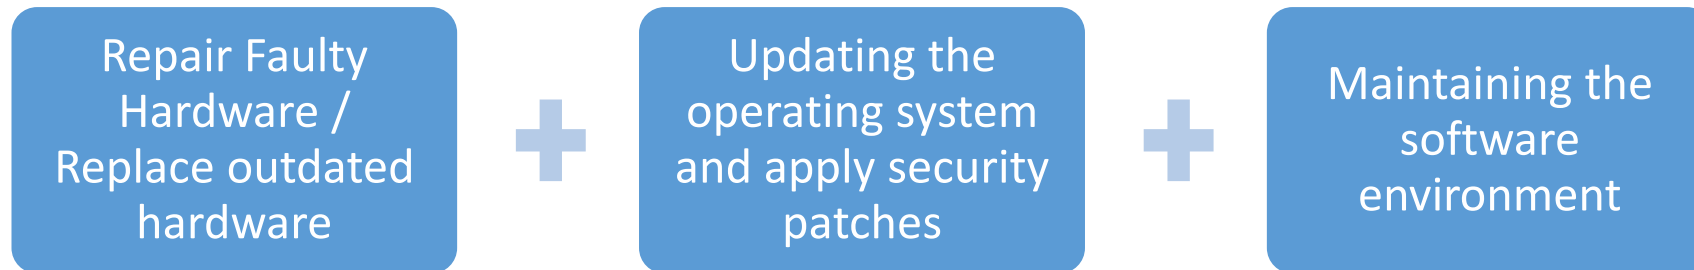 Repair Faulty
Hardware /
Replace outdated
hardware
Updating the
operating system
and apply security
patches
Maintaining the
software
environment